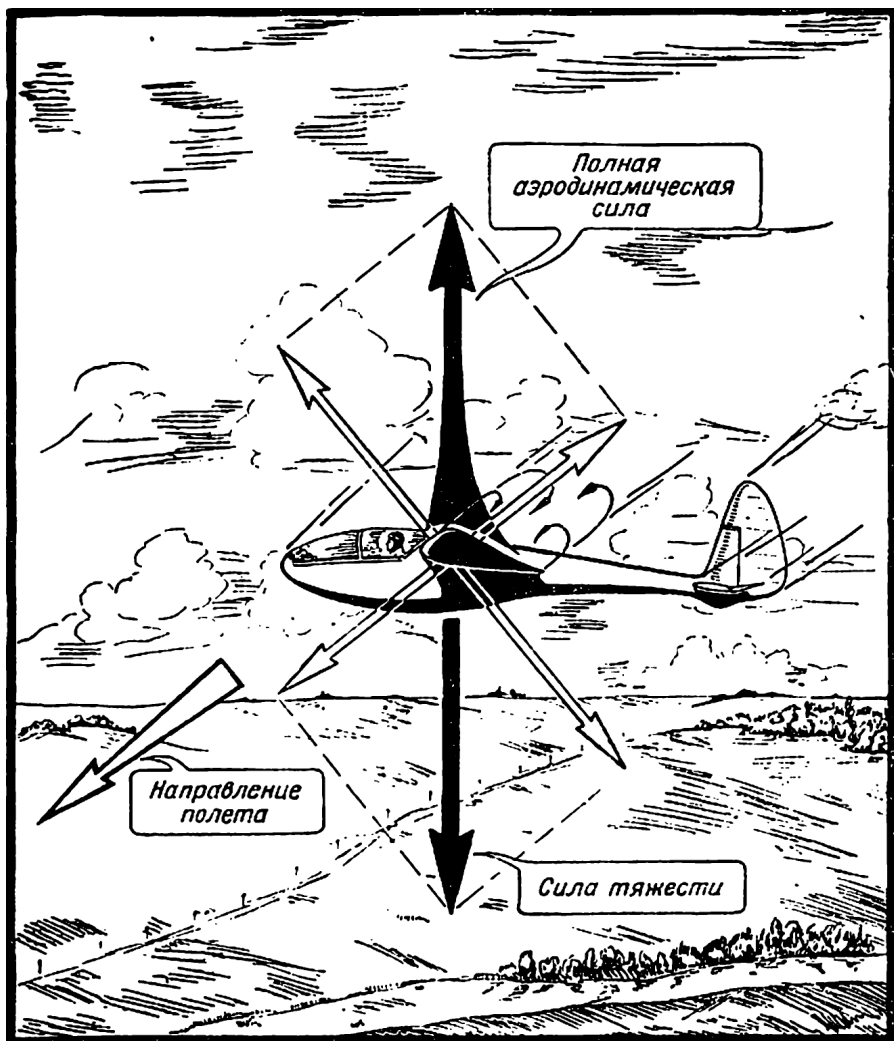 Полная
аэродинамическая
сила
Направление
полета
Сила тяжести